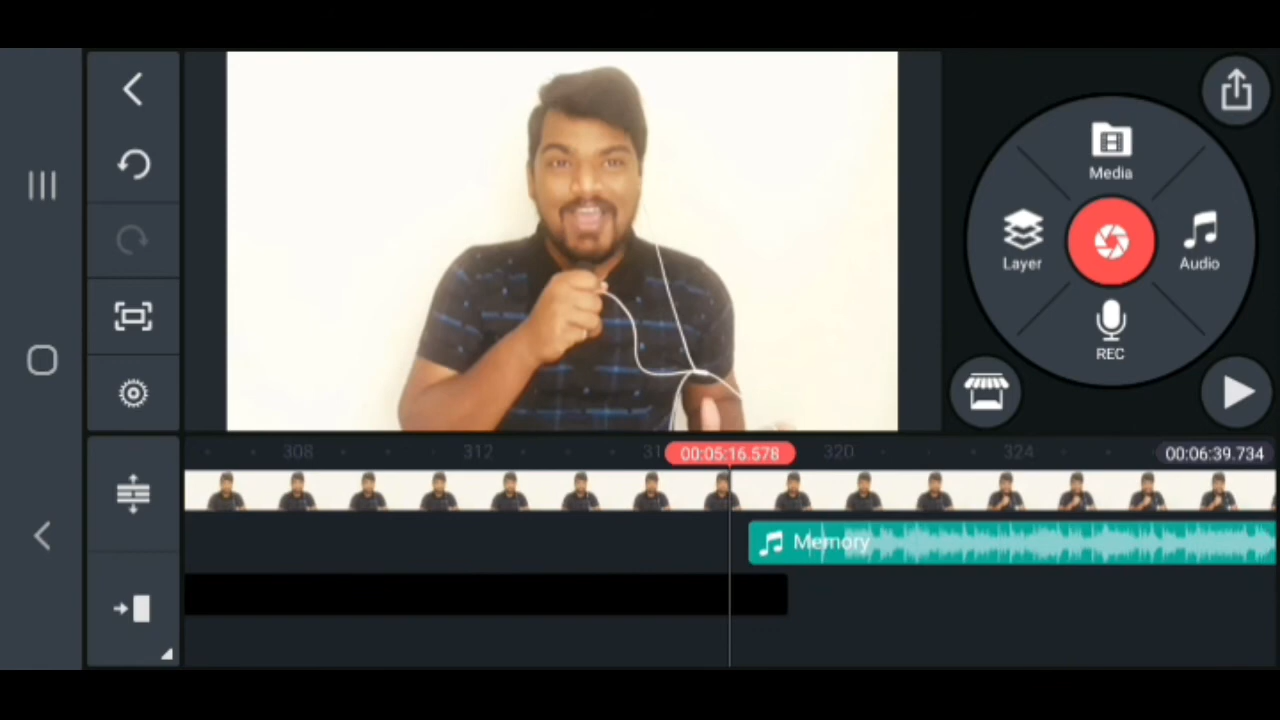 Media
Layer
Audio
REC
308
312
31
00:05:16.578
320
324
00:06:39.734
Memory